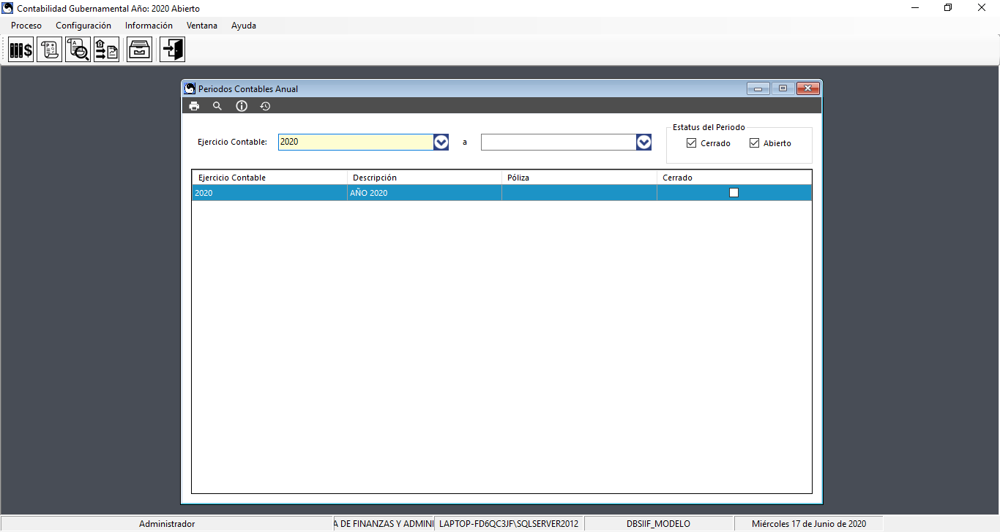 Contabilidad Gubernamental Año: 2020 Abierto
Proceso Configuración Información Ventana Ayuda
Periodos Contables Anual
Estatus del Periodo
Ejercicio Contable: 2020 a Cerrado Abierto
Ejercicio Contable Descripción Póliza Cerrado
2020 AÑO 2020
Administrador A DE FINANZAS Y ADMINI LAPTOP-FD6QC3JF\SQLSERVER2012 DBSIIF_MODELO Miércoles 17 de Junio de 2020